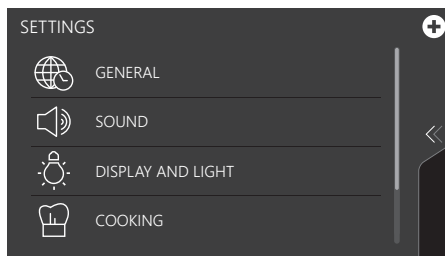 SETTINGS
GENERAL
SOUND
DISPLAY AND LIGHT
COOKING